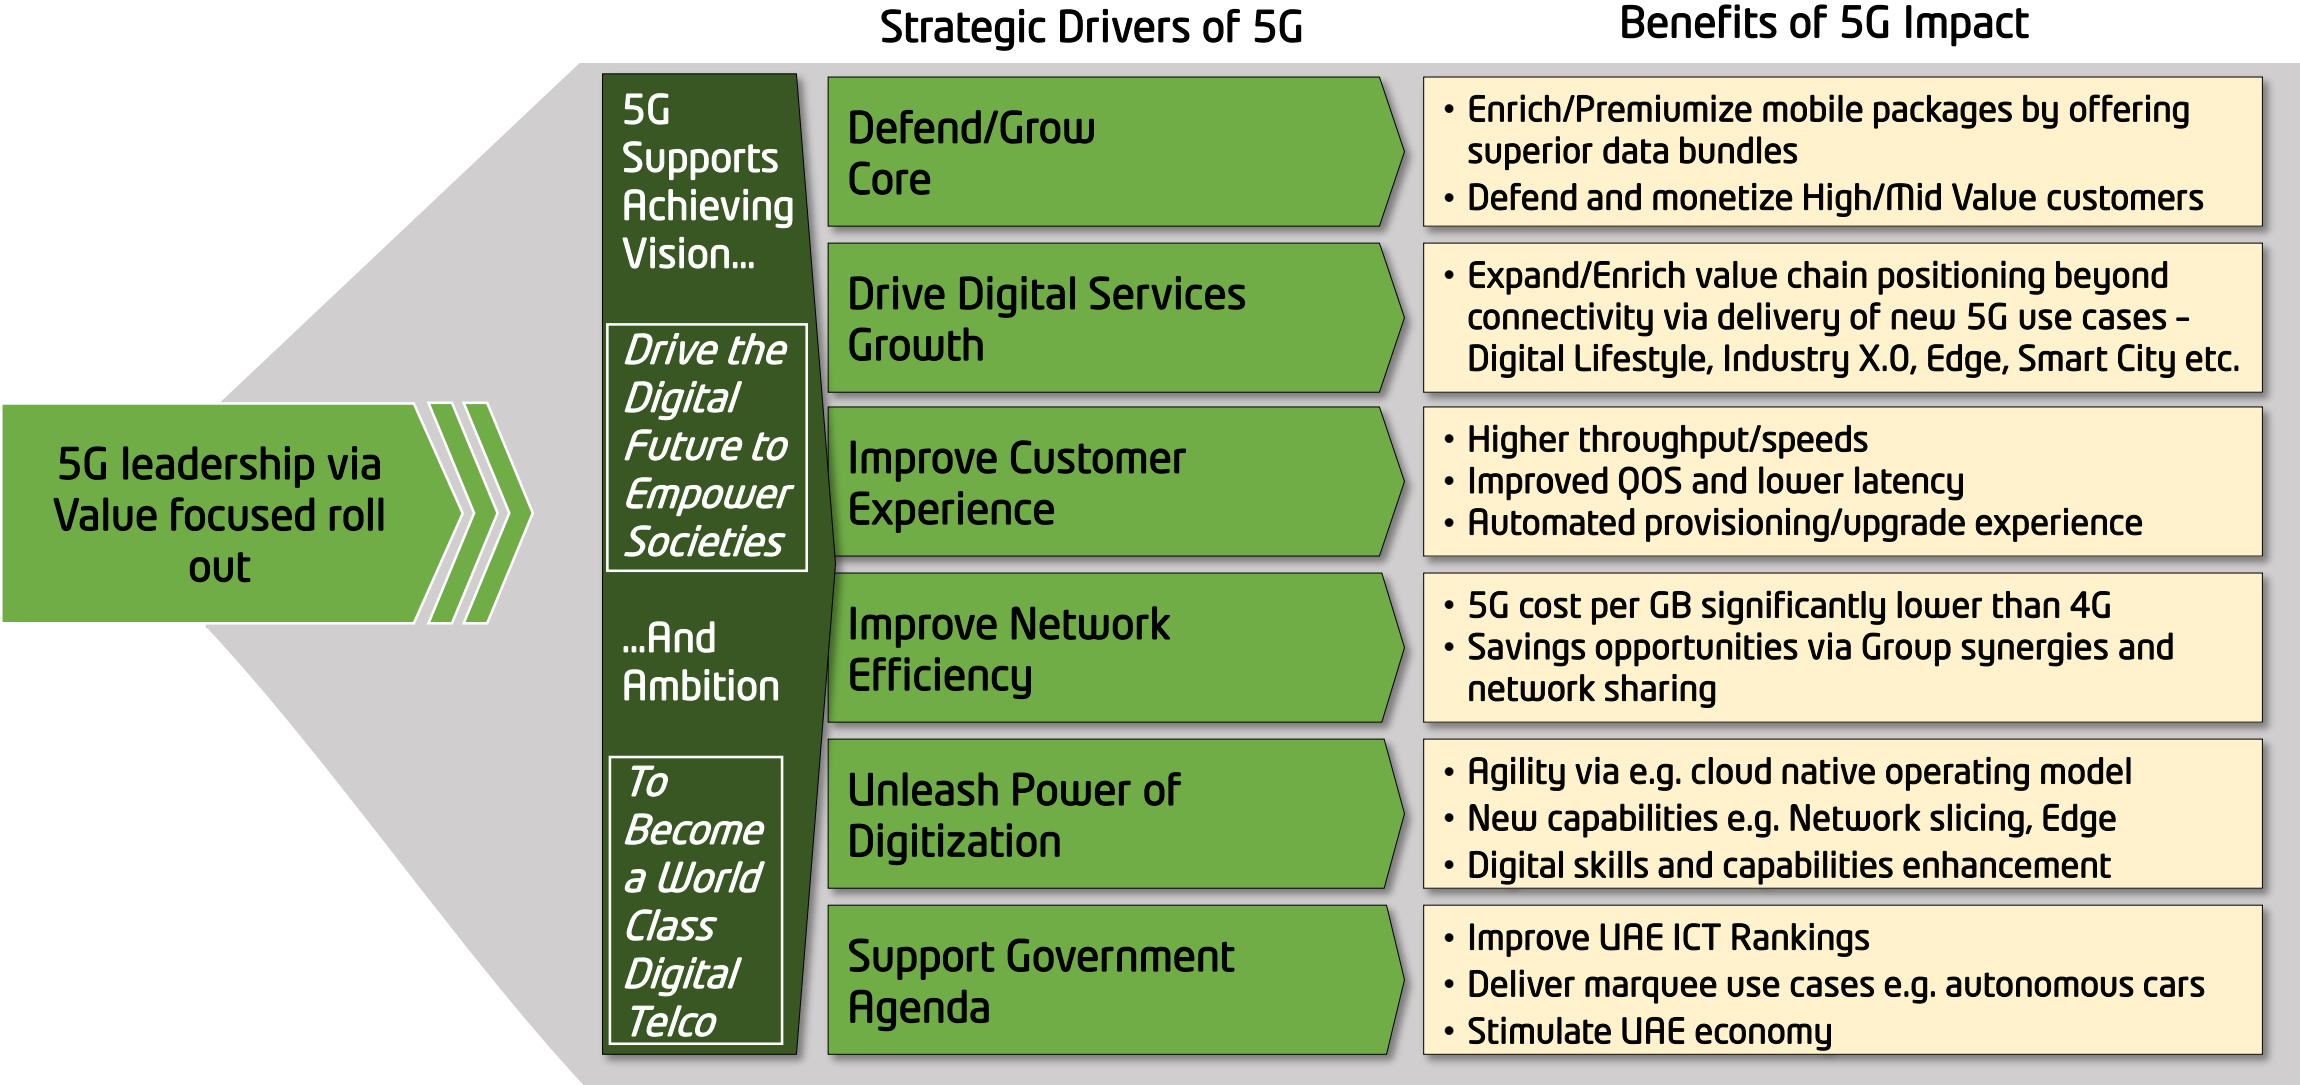 Strategic Drivers of 5G
Benefits of 5G Impact
5G leadership via
Value focused roll
out
5G
Supports
Achieving
Vision...
Drive the
Digital
Future to
Empower
Societies
...And
Ambition
To
Become
a World
Class
Digital
Telco
Defend/Grow
Core
• Enrich/Premiumize mobile packages by offering
superior data bundles
• Defend and monetize High/Mid Value customers
Drive Digital Services
Growth
• Expand/Enrich value chain positioning beyond
connectivity via delivery of new 5G use cases –
Digital Lifestyle, Industry X.0, Edge, Smart City etc.
Improve Customer
Experience
• Higher throughput/speeds
• Improved QOS and lower latency
• Automated provisioning/upgrade experience
Improve Network
Efficiency
• 5G cost per GB significantly lower than 4G
• Savings opportunities via Group synergies and
network sharing
Unleash Power of
Digitization
• Agility via e.g. cloud native operating model
• New capabilities e.g. Network slicing, Edge
• Digital skills and capabilities enhancement
Support Government
Agenda
• Improve UAE ICT Rankings
• Deliver marquee use cases e.g. autonomous cars
• Stimulate UAE economy